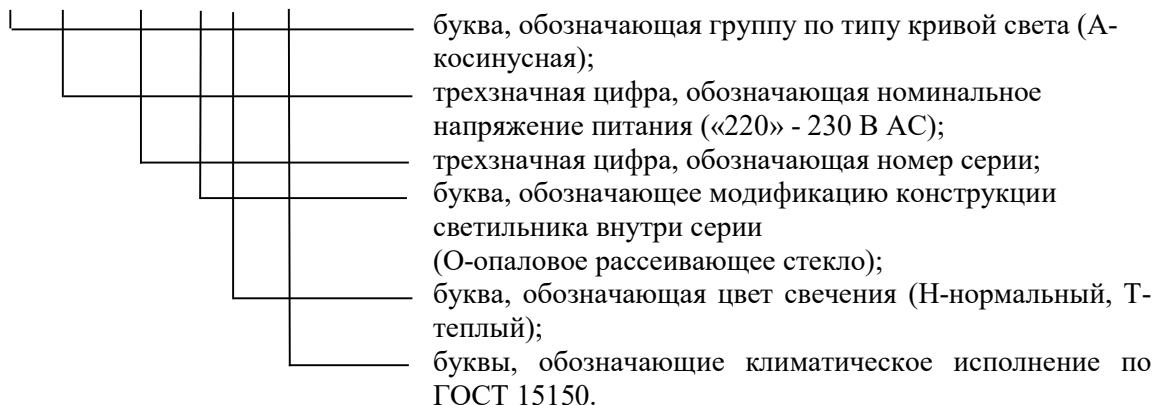 буква, обозначающая группу по типу кривой света (А-
косинусная);
трехзначная цифра, обозначающая номинальное
напряжение питания («220» - 230 В АС);
трехзначная цифра, обозначающая номер серии;
буква, обозначающее модификацию конструкции
светильника внутри серии
(О-опаловое рассеивающее стекло);
буква, обозначающая цвет свечения (Н-нормальный, Т-
теплый);
буквы, обозначающие климатическое исполнение по
ГОСТ 15150.